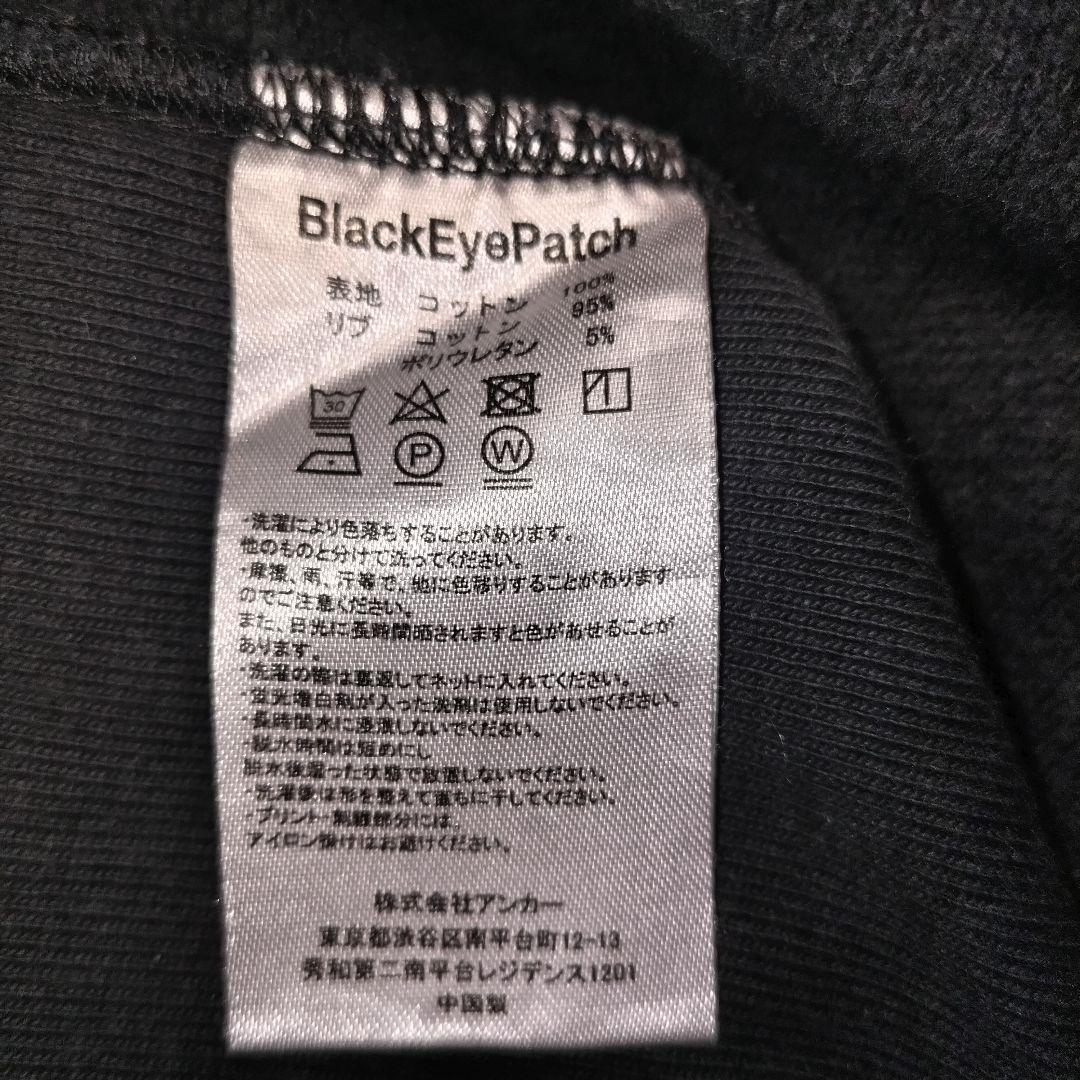 BlackEyePatch
表地 コットン 100%
リブ コットン 95%
ポリウレタン 5%
30
P W
・洗濯により色落ちすることがあります。
他のものと分けて洗ってください。
・摩擦、雨、汗等で、地に色移りすることがあります
のでご注意ください。
また、日光に長時間晒されますと色があせることが
あります。
・洗濯の際は裏返してネットに入れてください。
・蛍光増白剤が入った洗剤は使用しないでください。
・長時間水に浸漬しないでください。
・脱水時間は短めにし
脱水後湿った状態で放置しないでください。
・洗濯後は形を整えて直ちに干してください。
・プリント・刺繍部分には、
アイロン掛けはお避けください。
株式会社アンカー
東京都渋谷区南平台町12-13
秀和第二南平台レジデンス1201
中国製